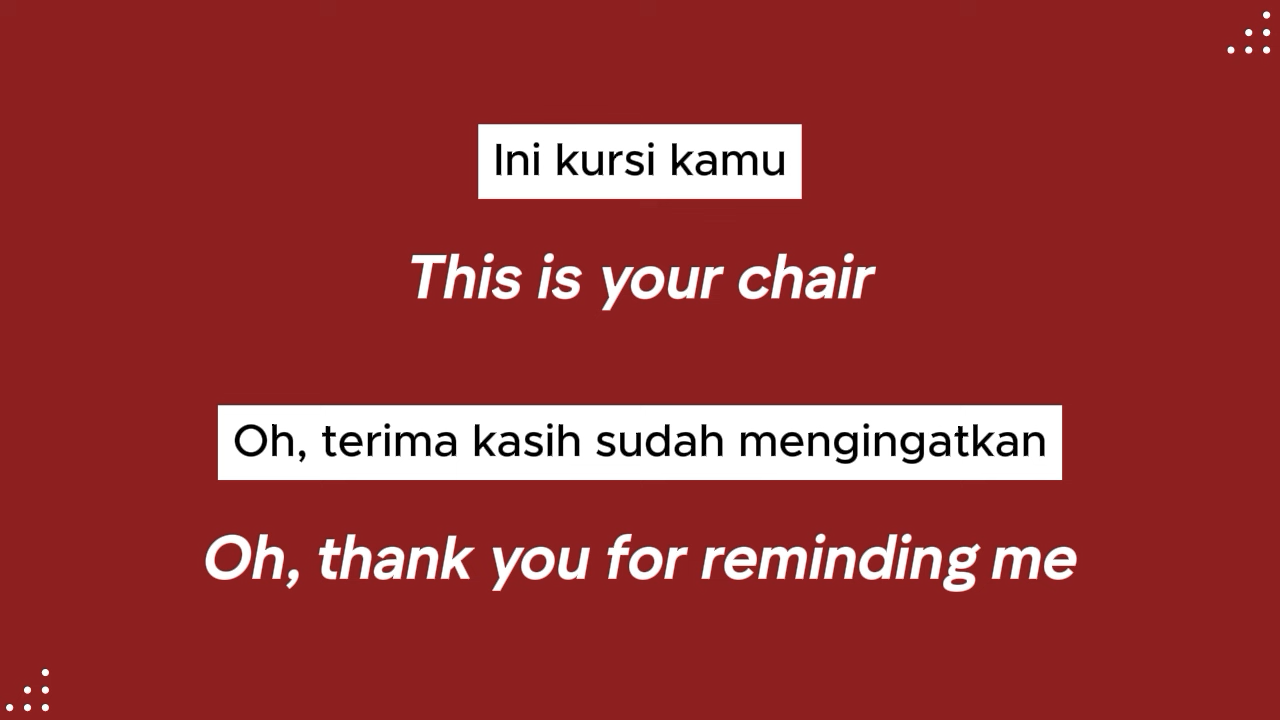 Ini kursi kamu
This is your chair
Oh, terima kasih sudah mengingatkan
Oh, thank you for reminding me